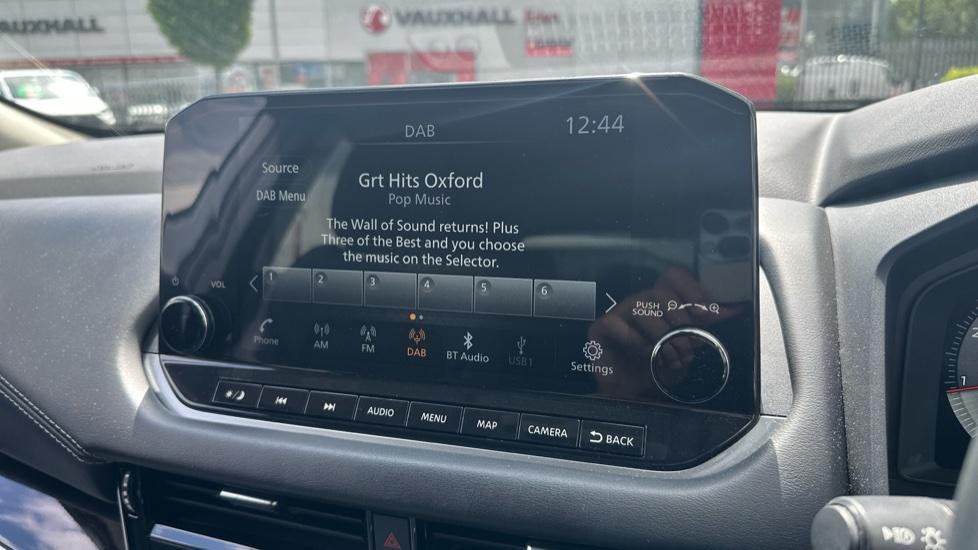 VAUXHALL
VAUXHALL
DAB
12:44
Source
DAB Menu
Grt Hits Oxford
Pop Music
The Wall of Sound returns! Plus
Three of the Best and you choose
the music on the Selector.
1 2 3 4 5 6
VOL
PUSH
SOUND
Phone
AM
FM
DAB
BT Audio
USB1
Settings
AUDIO
MENU
MAP
CAMERA
BACK
7